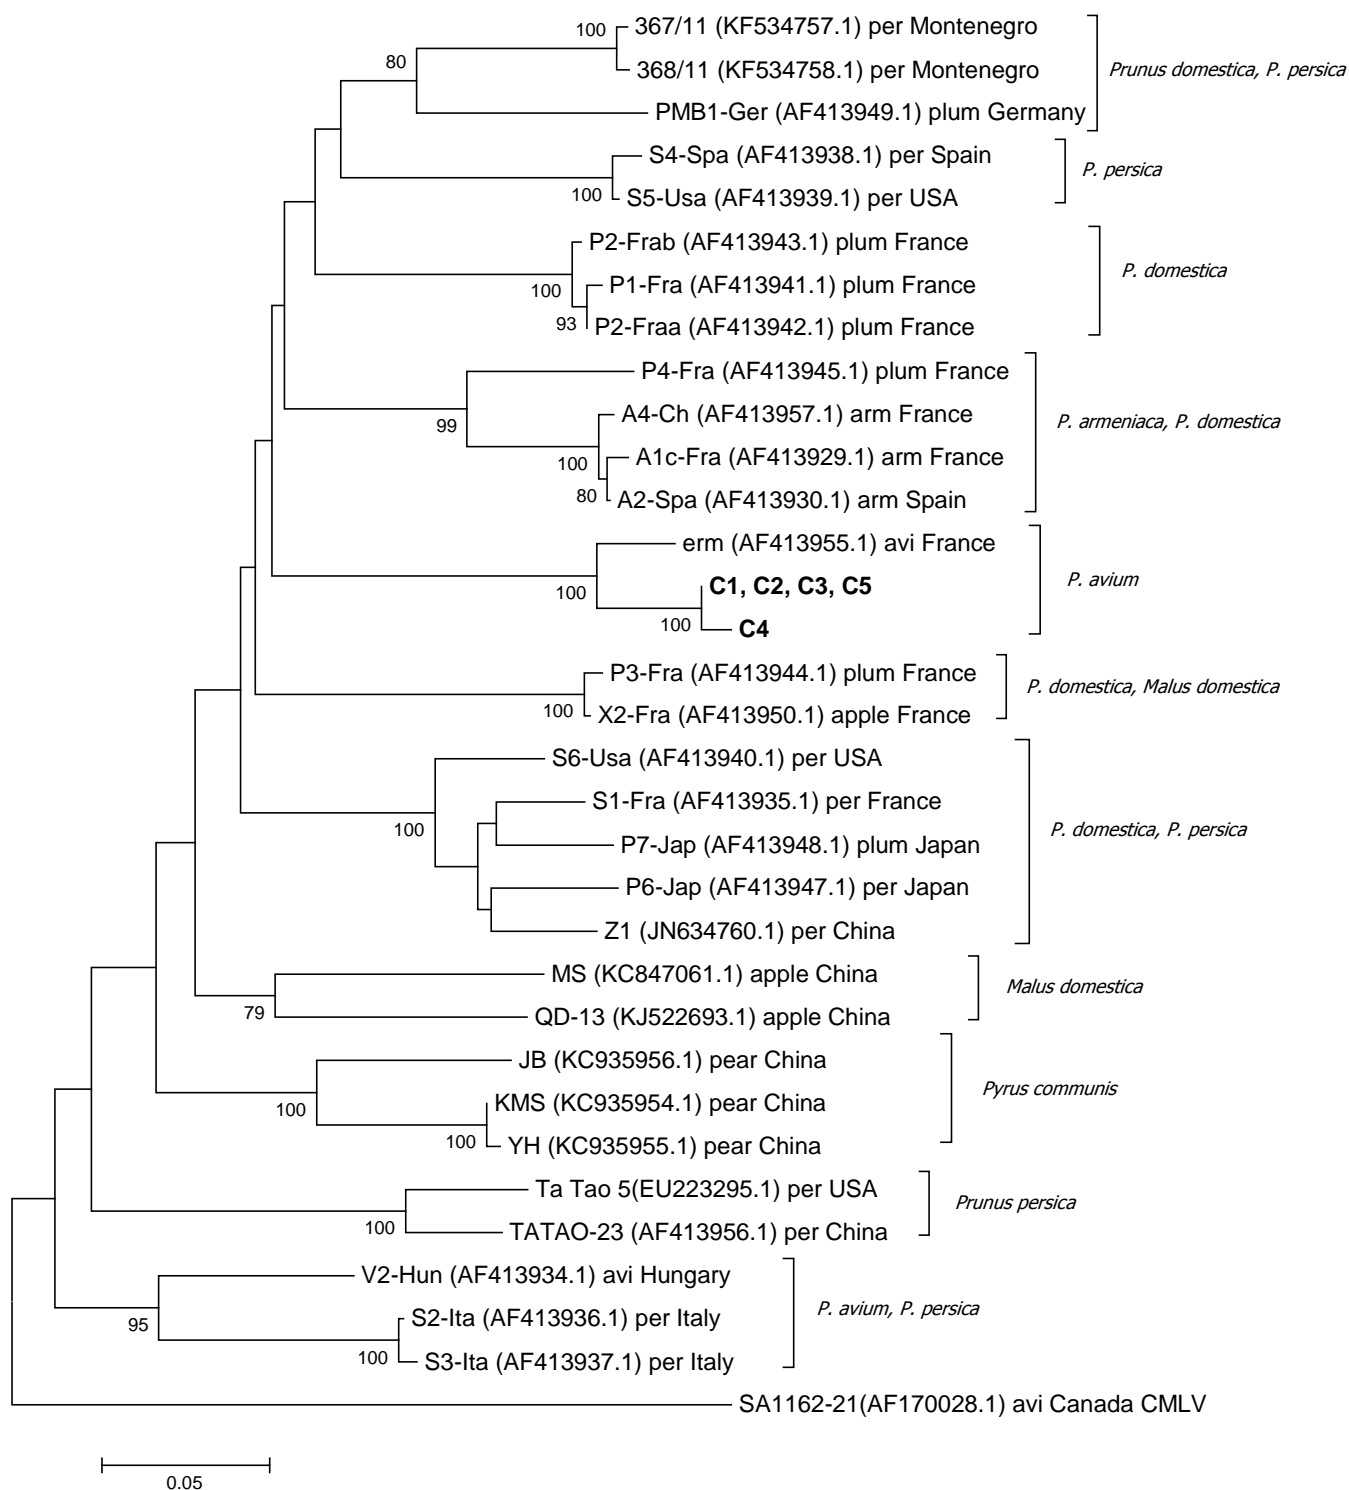 367/11 (KF534757.1) per Montenegro
100
80
368/11 (KF534758.1) per Montenegro
Prunus domestica, P. persica
PMB1-Ger (AF413949.1) plum Germany
S4-Spa (AF413938.1) per Spain
P. persica
100
S5-Usa (AF413939.1) per USA
P2-Frab (AF413943.1) plum France
P. domestica
P1-Fra (AF413941.1) plum France
100
93
P2-Fraa (AF413942.1) plum France
P4-Fra (AF413945.1) plum France
A4-Ch (AF413957.1) arm France
P. armeniaca, P. domestica
99
A1c-Fra (AF413929.1) arm France
100
80
A2-Spa (AF413930.1) arm Spain
erm (AF413955.1) avi France
P. avium
100
C1, C2, C3, C5
100
C4
P3-Fra (AF413944.1) plum France
P. domestica, Malus domestica
100
X2-Fra (AF413950.1) apple France
S6-Usa (AF413940.1) per USA
S1-Fra (AF413935.1) per France
100
P. domestica, P. persica
P7-Jap (AF413948.1) plum Japan
P6-Jap (AF413947.1) per Japan
Z1 (JN634760.1) per China
MS (KC847061.1) apple China
Malus domestica
79
QD-13 (KJ522693.1) apple China
JB (KC935956.1) pear China
Pyrus communis
100
KMS (KC935954.1) pear China
100
YH (KC935955.1) pear China
Ta Tao 5(EU223295.1) per USA
Prunus persica
100
TATAO-23 (AF413956.1) per China
V2-Hun (AF413934.1) avi Hungary
P. avium, P. persica
95
S2-Ita (AF413936.1) per Italy
100
S3-Ita (AF413937.1) per Italy
SA1162-21(AF170028.1) avi Canada CMLV
0.05